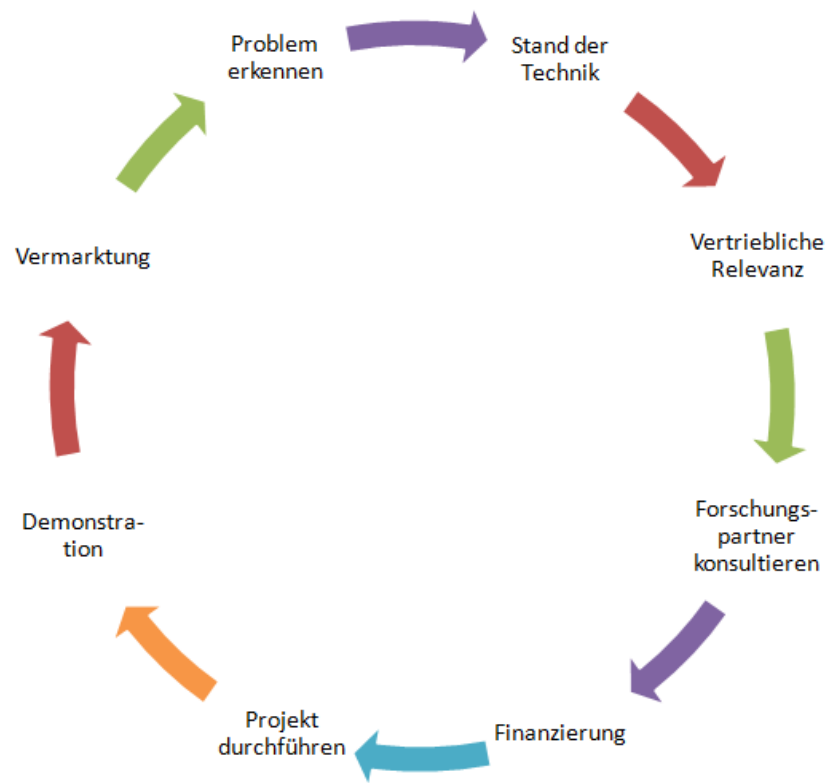 Problem
erkennen
Stand der
Technik
Vertriebliche
Relevanz
Forschungs-
partner
konsultieren
Finanzierung
Projekt
durchführen
Demonstra-
tion
Vermarktung